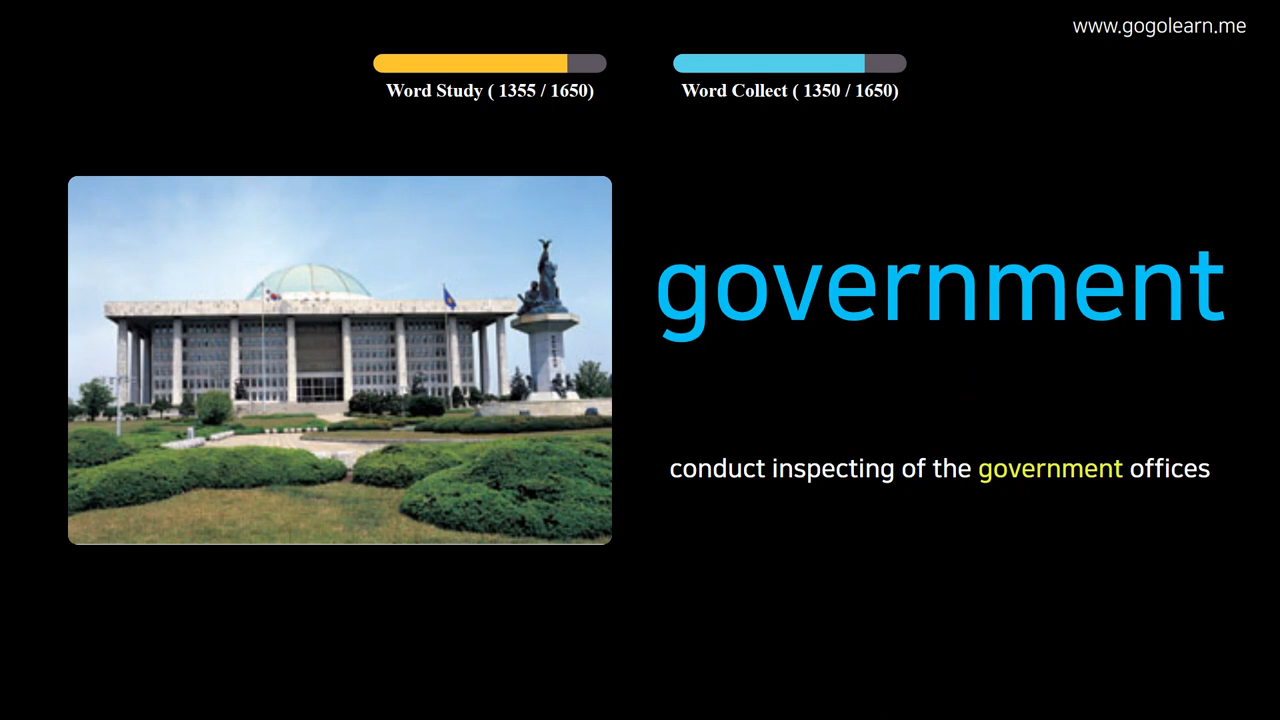 www.gogolearn.me
Word Study ( 1355 / 1650)
Word Collect ( 1350 / 1650)
government
conduct inspecting of the government offices